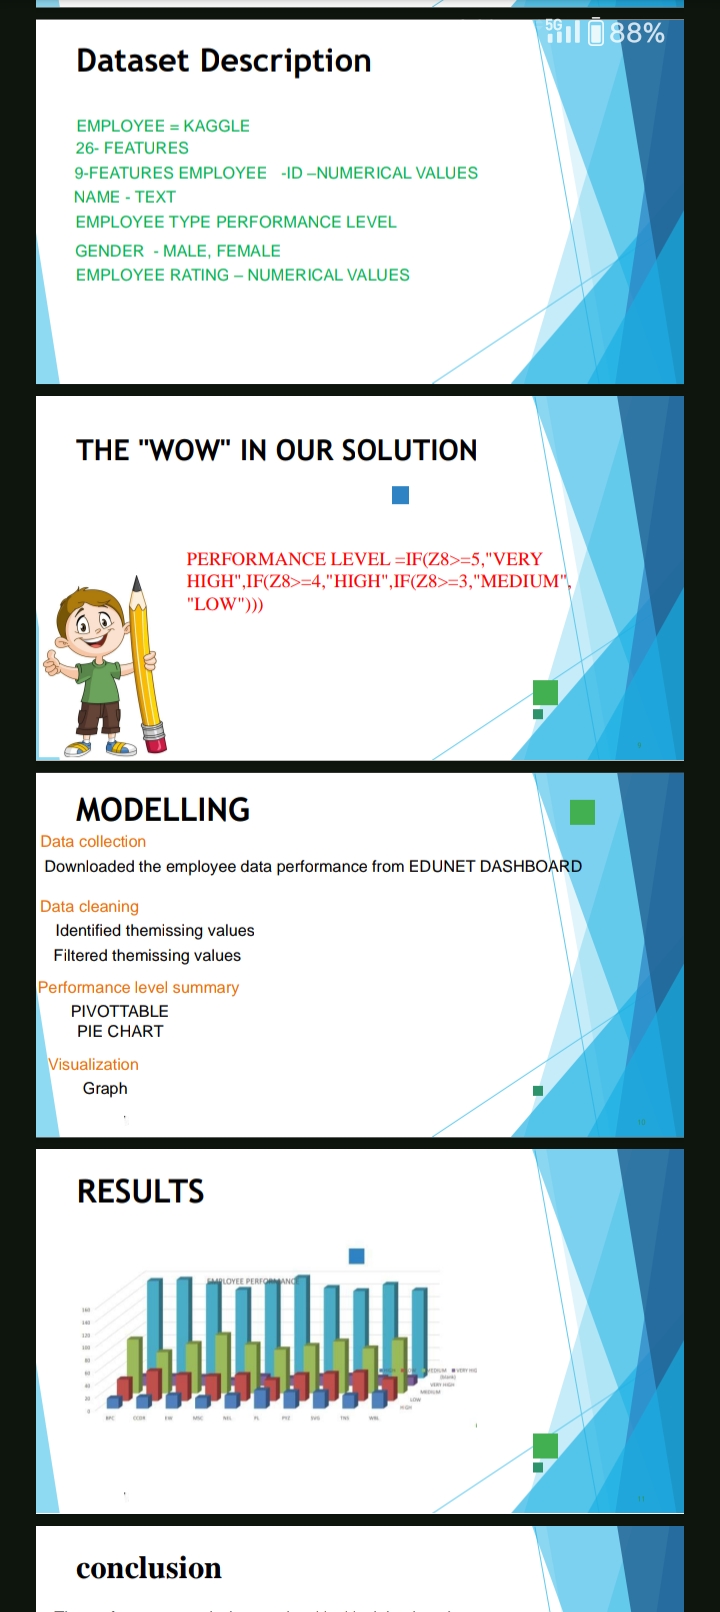 5G 88%
Dataset Description
EMPLOYEE = KAGGLE
26- FEATURES
9-FEATURES EMPLOYEE -ID –NUMERICAL VALUES
NAME - TEXT
EMPLOYEE TYPE PERFORMANCE LEVEL
GENDER - MALE, FEMALE
EMPLOYEE RATING – NUMERICAL VALUES
THE "WOW" IN OUR SOLUTION
PERFORMANCE LEVEL =IF(Z8>=5,"VERY
HIGH",IF(Z8>=4,"HIGH",IF(Z8>=3,"MEDIUM",
"LOW")))
MODELLING
Data collection
Downloaded the employee data performance from EDUNET DASHBOARD
Data cleaning
Identified themissing values
Filtered themissing values
Performance level summary
PIVOTTABLE
PIE CHART
Visualization
Graph
10
RESULTS
EMPLOYEE PERFORMANCE
160
140
120
100
80
60
40
20
0
BPC CCDR EW MSC NEL PL PYZ SVG TNS WBL
MEDIUM VERY HIG
(blank)
VERY HIGH
MEDIUM
LOW
HIGH
11
conclusion